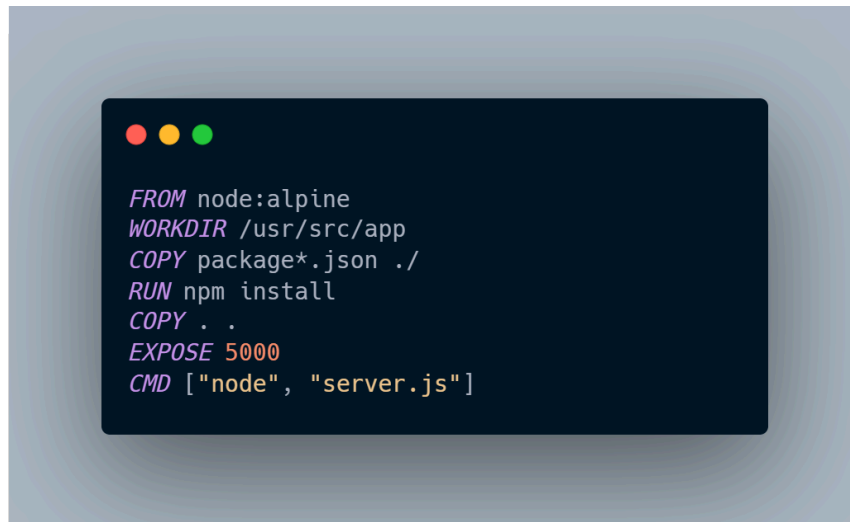 FROM node:alpine
WORKDIR /usr/src/app
COPY package*.json ./
RUN npm install
COPY . .
EXPOSE 5000
CMD ["node", "server.js"]